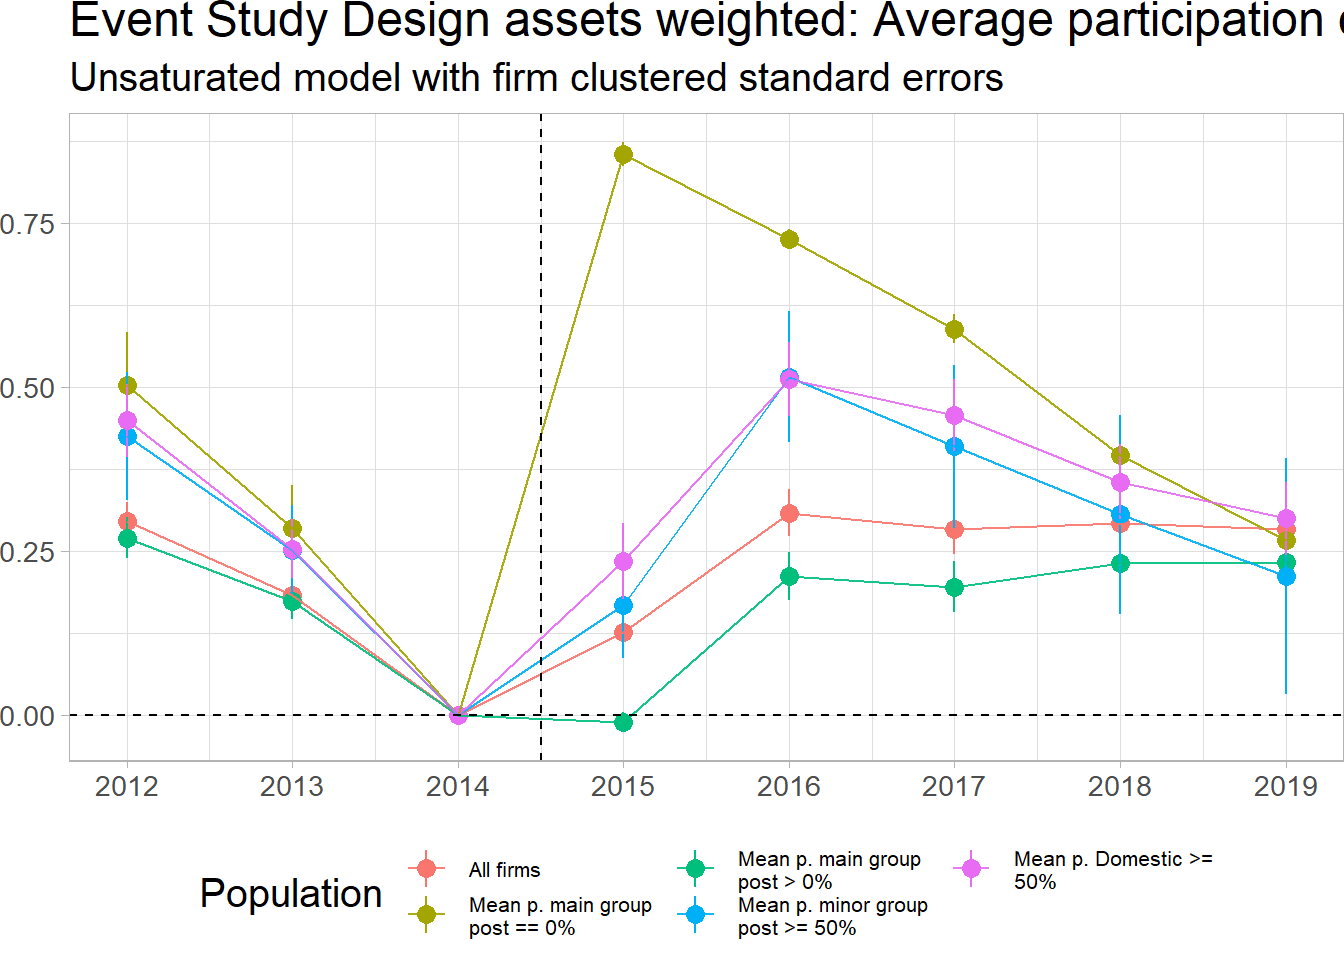 Event Study Design assets weighted: Average participation
Unsaturated model with firm clustered standard errors
0.75
0.50
0.25
0.00
2012 2013 2014 2015 2016 2017 2018 2019
Population
All firms
Mean p. main group
post == 0%
Mean p. main group
post > 0%
Mean p. minor group
post >= 50%
Mean p. Domestic >=
50%